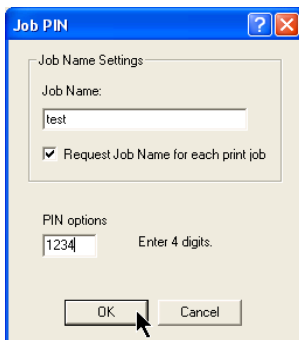 Job PIN
Job Name Settings
Job Name:
test
Request Job Name for each print job
PIN options
1234
Enter 4 digits.
OK
Cancel